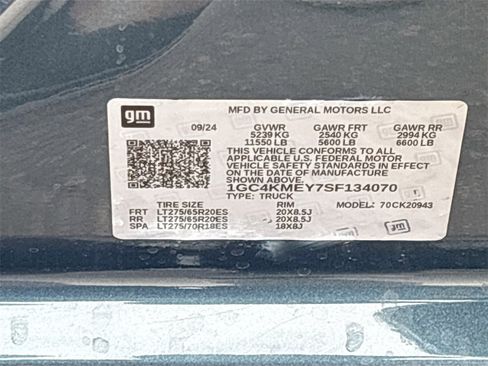 gm
MFD BY GENERAL MOTORS LLC
09/24 GVWR GAWR FRT GAWR RR
5239 KG 2540 KG 2994 KG
11550 LB 5600 LB 6600 LB
THIS VEHICLE CONFORMS TO ALL
APPLICABLE U.S. FEDERAL MOTOR
VEHICLE SAFETY STANDARDS IN EFFECT
ON THE DATE OF MANUFACTURE
SHOWN ABOVE.
1GC4KMEY7SF134070
TYPE: TRUCK MODEL: 70CK20943
TIRE SIZE RIM
FRT LT275/65R20ES 20X8.5J
RR LT275/65R20ES 20X8.5J
SPA LT275/70R18ES 18X8J
gm